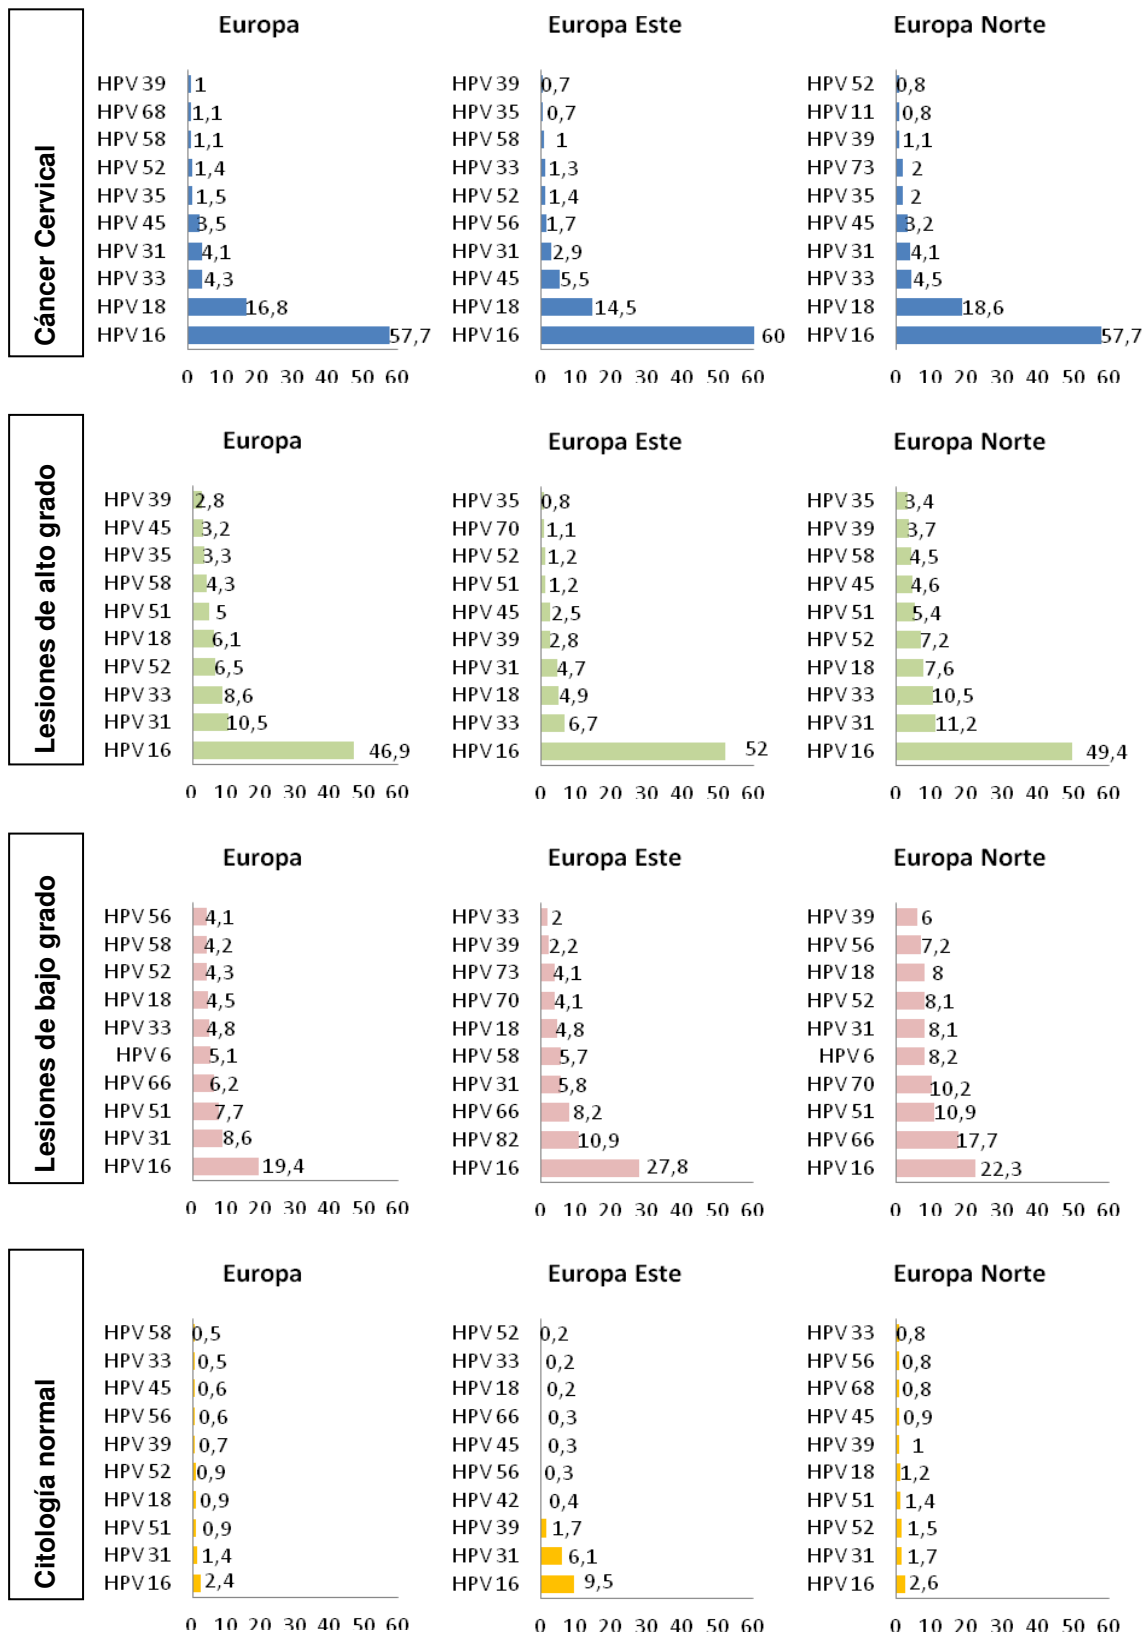 Cáncer Cervical
Europa
HPV 39 1
HPV 68 1,1
HPV 58 1,1
HPV 52 1,4
HPV 35 1,5
HPV 45 3,5
HPV 31 4,1
HPV 33 4,3
HPV 18 16,8
HPV 16 57,7
0 10 20 30 40 50 60
Europa Este
HPV 39 0,7
HPV 35 0,7
HPV 58 1
HPV 33 1,3
HPV 52 1,4
HPV 56 1,7
HPV 31 2,9
HPV 45 5,5
HPV 18 14,5
HPV 16 60
0 10 20 30 40 50 60
Europa Norte
HPV 52 0,8
HPV 11 0,8
HPV 39 1,1
HPV 73 2
HPV 35 2
HPV 45 3,2
HPV 31 4,1
HPV 33 4,5
HPV 18 18,6
HPV 16 57,7
0 10 20 30 40 50 60
Lesiones de alto grado
Europa
HPV 39 2,8
HPV 45 3,2
HPV 35 3,3
HPV 58 4,3
HPV 51 5
HPV 18 6,1
HPV 52 6,5
HPV 33 8,6
HPV 31 10,5
HPV 16 46,9
0 10 20 30 40 50 60
Europa Este
HPV 35 0,8
HPV 70 1,1
HPV 52 1,2
HPV 51 1,2
HPV 45 2,5
HPV 39 2,8
HPV 31 4,7
HPV 18 4,9
HPV 33 6,7
HPV 16 52
0 10 20 30 40 50 60
Europa Norte
HPV 35 3,4
HPV 39 3,7
HPV 58 4,5
HPV 45 4,6
HPV 51 5,4
HPV 52 7,2
HPV 18 7,6
HPV 33 10,5
HPV 31 11,2
HPV 16 49,4
0 10 20 30 40 50 60
Lesiones de bajo grado
Europa
HPV 56 4,1
HPV 58 4,2
HPV 52 4,3
HPV 18 4,5
HPV 33 4,8
HPV 6 5,1
HPV 66 6,2
HPV 51 7,7
HPV 31 8,6
HPV 16 19,4
0 10 20 30 40 50 60
Europa Este
HPV 33 2
HPV 39 2,2
HPV 73 4,1
HPV 70 4,1
HPV 18 4,8
HPV 58 5,7
HPV 31 5,8
HPV 66 8,2
HPV 82 10,9
HPV 16 27,8
0 10 20 30 40 50 60
Europa Norte
HPV 39 6
HPV 56 7,2
HPV 18 8
HPV 52 8,1
HPV 31 8,1
HPV 6 8,2
HPV 70 10,2
HPV 51 10,9
HPV 66 17,7
HPV 16 22,3
0 10 20 30 40 50 60
Citología normal
Europa
HPV 58 0,5
HPV 33 0,5
HPV 45 0,6
HPV 56 0,6
HPV 39 0,7
HPV 52 0,9
HPV 18 0,9
HPV 51 0,9
HPV 31 1,4
HPV 16 2,4
0 10 20 30 40 50 60
Europa Este
HPV 52 0,2
HPV 33 0,2
HPV 18 0,2
HPV 66 0,3
HPV 45 0,3
HPV 56 0,3
HPV 42 0,4
HPV 39 1,7
HPV 31 6,1
HPV 16 9,5
0 10 20 30 40 50 60
Europa Norte
HPV 33 0,8
HPV 56 0,8
HPV 68 0,8
HPV 45 0,9
HPV 39 1
HPV 18 1,2
HPV 51 1,4
HPV 52 1,5
HPV 31 1,7
HPV 16 2,6
0 10 20 30 40 50 60